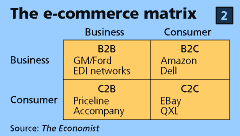 The e-commerce matrix 2
Business Consumer
Business
B2B
GM/Ford
EDI networks
B2C
Amazon
Dell
Consumer
C2B
Priceline
Accompany
C2C
EBay
QXL
Source: The Economist